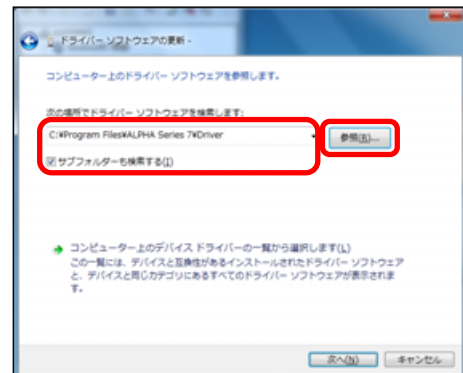 ドライバー ソフトウェアの更新 -
コンピューター上のドライバー ソフトウェアを参照します。
次の場所でドライバー ソフトウェアを検索します:
C:¥Program Files¥ALPHA Series 7¥Driver
参照(R)...
サブフォルダーも検索する(I)
コンピューター上のデバイス ドライバーの一覧から選択します(L)
この一覧には、デバイスと互換性があるインストールされたドライバー ソフトウェア
と、デバイスと同じカテゴリにあるすべてのドライバー ソフトウェアが表示されま
す。
次へ(N)
キャンセル